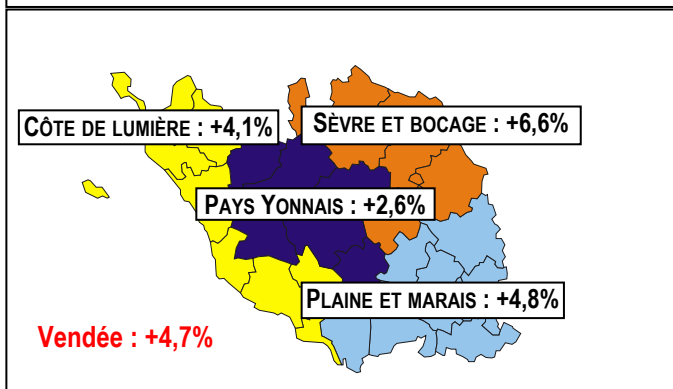 CÔTE DE LUMIÈRE : +4,1%
SÈVRE ET BOCAGE : +6,6%
PAYS YONNAIS : +2,6%
PLAINE ET MARAIS : +4,8%
Vendée : +4,7%